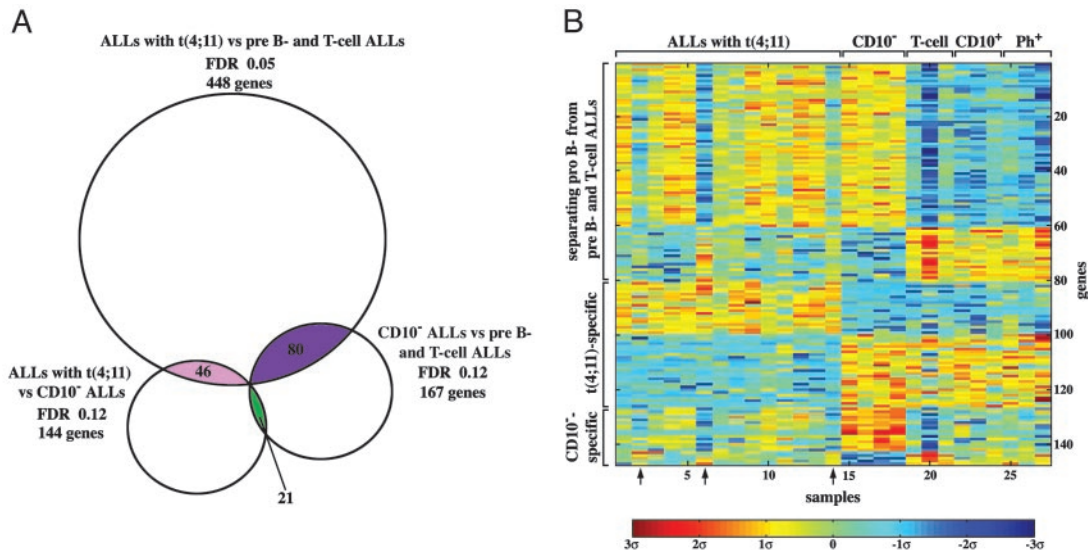 A
ALLs with t(4;11) vs pre B- and T-cell ALLs
FDR 0.05
448 genes
80
CD10⁻ ALLs vs pre B-
and T-cell ALLs
FDR 0.12
167 genes
46
ALLs with t(4;11)
vs CD10⁻ ALLs
FDR 0.12
144 genes
21
B
ALLs with t(4;11) CD10⁻ T-cell CD10⁺ Ph⁺
separating pro B- from
pre B- and T-cell ALLs
t(4;11)-specific
CD10⁻-
specific
20
40
60
80
100
120
140
genes
5 10 15 20 25
samples
3σ 2σ 1σ 0 -1σ -2σ -3σ